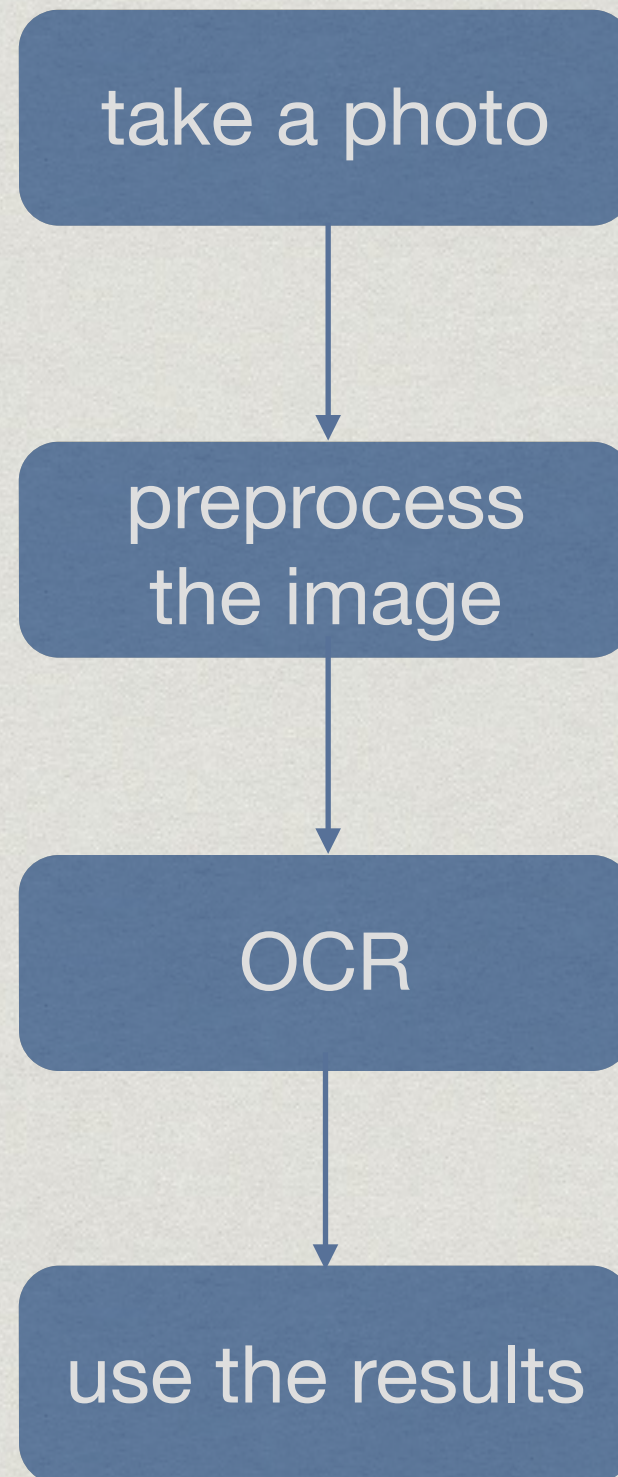 take a photo
preprocess
the image
OCR
use the results